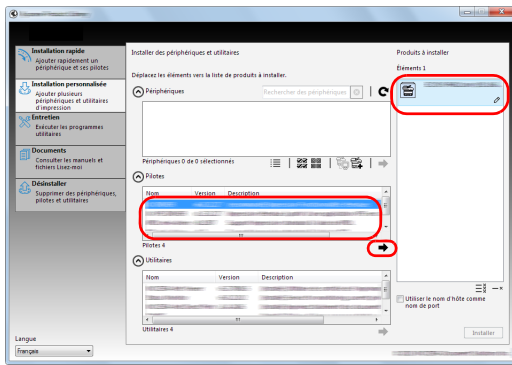 Installation rapide
Ajouter rapidement un
périphérique et ses pilotes
Installation personnalisée
Ajouter plusieurs
périphériques et utilitaires
d'impression
Entretien
Exécuter les programmes
utilitaires
Documents
Consulter les manuels et
fichiers Lisez-moi
Désinstaller
Supprimer des périphériques,
pilotes et utilitaires
Langue
Français
Installer des périphériques et utilitaires
Déplacez les éléments vers la liste de produits à installer.
Périphériques
Rechercher des périphériques
Périphériques 0 de 0 sélectionnés
Pilotes
Nom Version Description
Pilotes 4
Utilitaires
Nom Version Description
Utilitaires 4
Produits à installer
Éléments 1
Utiliser le nom d'hôte comme
nom de port
Installer